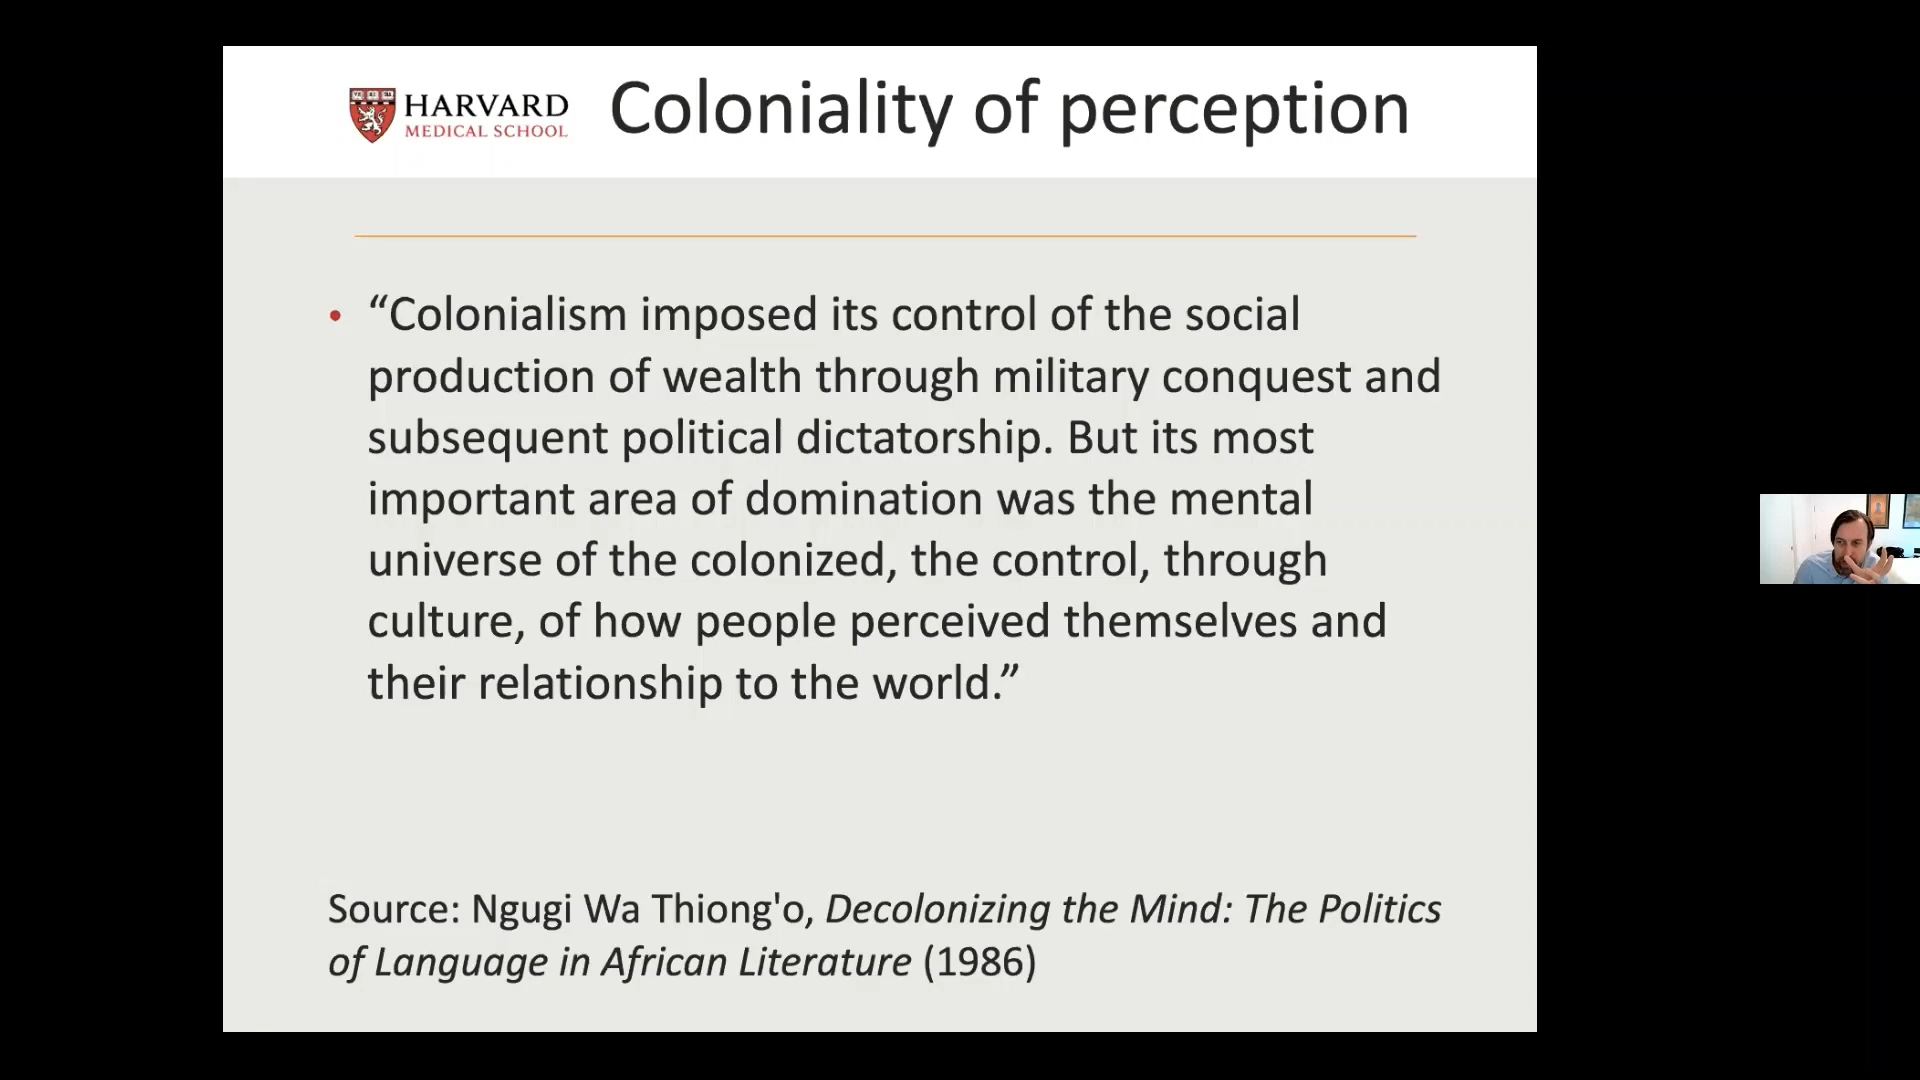 HARVARD
MEDICAL SCHOOL
Coloniality of perception
• “Colonialism imposed its control of the social
production of wealth through military conquest and
subsequent political dictatorship. But its most
important area of domination was the mental
universe of the colonized, the control, through
culture, of how people perceived themselves and
their relationship to the world.”
Source: Ngugi Wa Thiong'o, Decolonizing the Mind: The Politics
of Language in African Literature (1986)